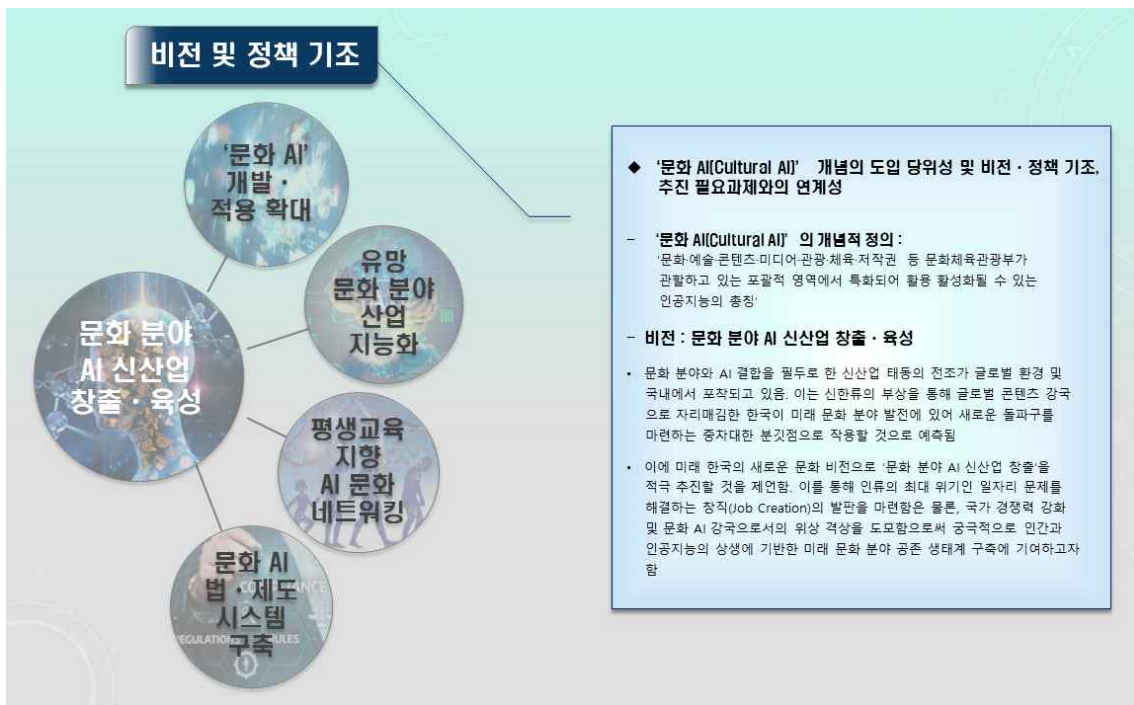 비전 및 정책 기조
'문화 AI'
개발·
적용 확대
유망
문화 분야
산업
지능화
문화 분야
AI 신산업
창출·육성
평생교육
지향
AI 문화
네트워킹
문화 AI
법·제도
시스템
구축
COMPLIANCE
REGULATIONS
RULES
◆ '문화 AI(Cultural AI)' 개념의 도입 당위성 및 비전·정책 기조,
추진 필요과제와의 연계성
– '문화 AI(Cultural AI)' 의 개념적 정의 :
'문화·예술·콘텐츠·미디어·관광·체육·저작권 등 문화체육관광부가
관할하고 있는 포괄적 영역에서 특화되어 활용 활성화될 수 있는
인공지능의 총칭'
– 비전 : 문화 분야 AI 신산업 창출·육성
• 문화 분야와 AI 결합을 필두로 한 신산업 태동의 전조가 글로벌 환경 및
국내에서 포착되고 있음. 이는 신한류의 부상을 통해 글로벌 콘텐츠 강국
으로 자리매김한 한국이 미래 문화 분야 발전에 있어 새로운 돌파구를
마련하는 중차대한 분깃점으로 작용할 것으로 예측됨
• 이에 미래 한국의 새로운 문화 비전으로 '문화 분야 AI 신산업 창출'을
적극 추진할 것을 제언함. 이를 통해 인류의 최대 위기인 일자리 문제를
해결하는 창직(Job Creation)의 발판을 마련함은 물론, 국가 경쟁력 강화
및 문화 AI 강국으로서의 위상 격상을 도모함으로써 궁극적으로 인간과
인공지능의 상생에 기반한 미래 문화 분야 공존 생태계 구축에 기여하고자
함